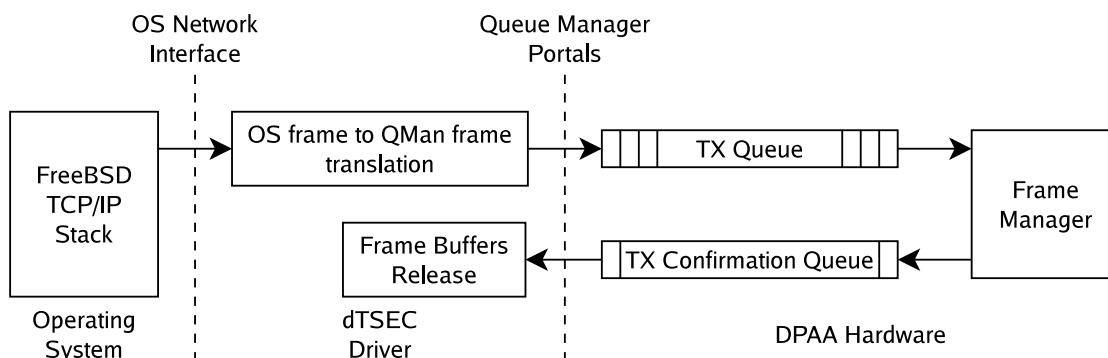 OS Network
Interface
Queue Manager
Portals
FreeBSD
TCP/IP
Stack
OS frame to QMan frame
translation
TX Queue
Frame
Manager
Frame Buffers
Release
TX Confirmation Queue
Operating
System
dTSEC
Driver
DPAA Hardware